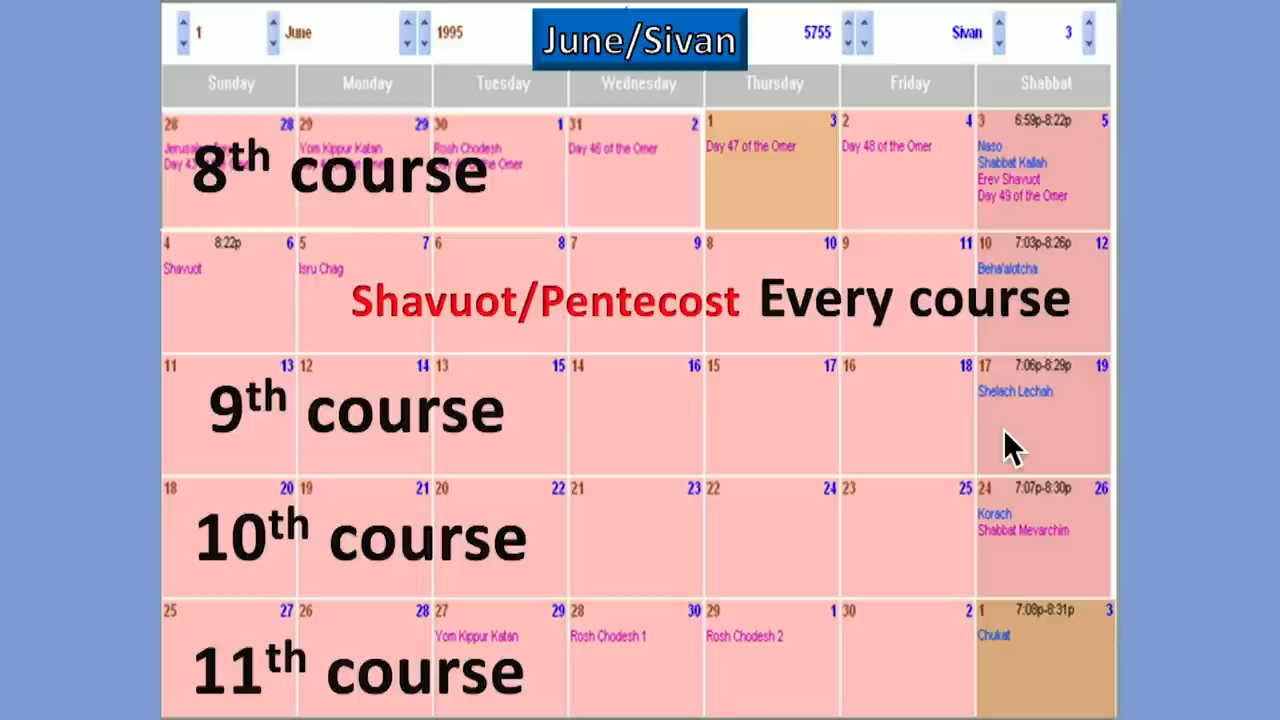 1 June 1995 June/Sivan 5755 Sivan 3
Sunday Monday Tuesday Wednesday Thursday Friday Shabbat
28 28 29 29 30 1 31 2 1 3 2 4 3 6:59p-8:22p 5
Yom Kippur Katan Rosh Chodesh Day 46 of the Omer Day 47 of the Omer Day 48 of the Omer Naso
Shabbat Kallah
Erev Shavuot
Day 49 of the Omer
8th course
4 8:22p 6 5 7 6 8 7 9 8 10 9 11 10 7:03p-8:26p 12
Shavuot Isru Chag Beha'alotcha
Shavuot/Pentecost Every course
11 13 12 14 13 15 14 16 15 17 16 18 17 7:06p-8:29p 19
Shelach Lechah
9th course
18 20 19 21 20 22 21 23 22 24 23 25 24 7:07p-8:30p 26
Korach
Shabbat Mevarchim
10th course
25 27 26 28 27 29 28 30 29 1 30 2 1 7:08p-8:31p 3
Yom Kippur Katan Rosh Chodesh 1 Rosh Chodesh 2 Chukat
11th course